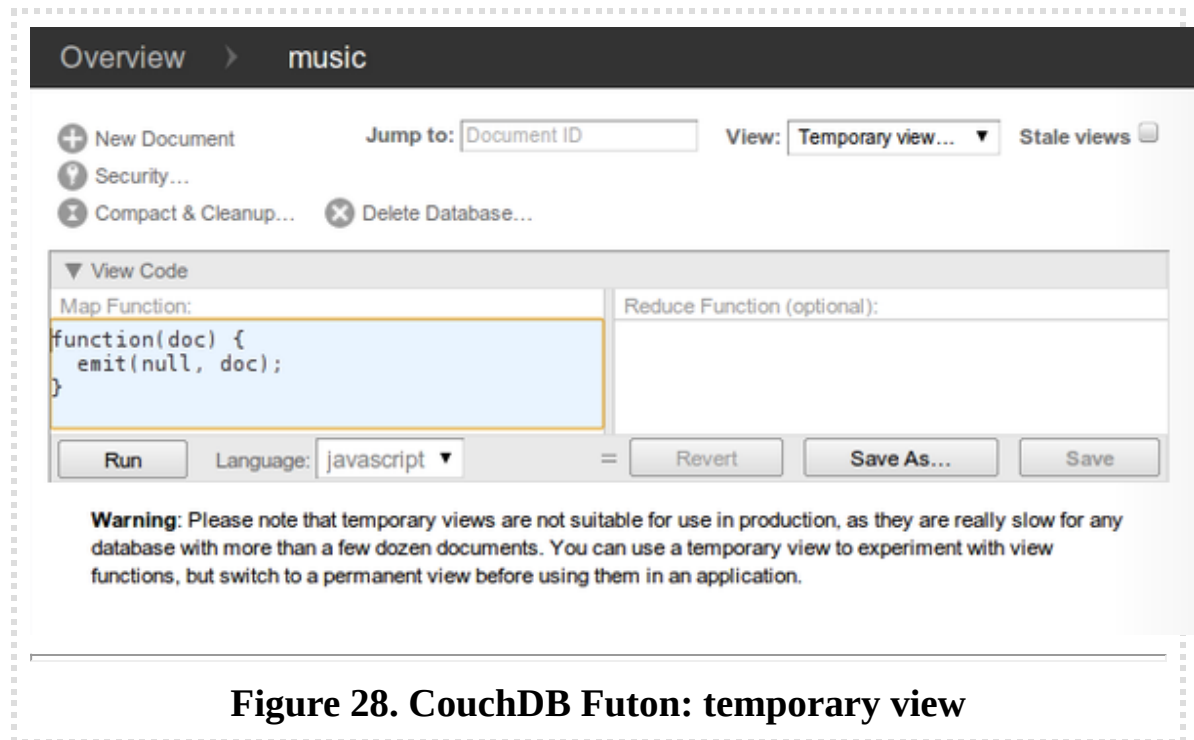 Overview music
New Document Jump to: Document ID View: Temporary view... Stale views
Security...
Compact & Cleanup... Delete Database...
View Code
Map Function: Reduce Function (optional):
function(doc) {
emit(null, doc);
}
Run Language: javascript = Revert Save As... Save
Warning: Please note that temporary views are not suitable for use in production, as they are really slow for any
database with more than a few dozen documents. You can use a temporary view to experiment with view
functions, but switch to a permanent view before using them in an application.
Figure 28. CouchDB Futon: temporary view